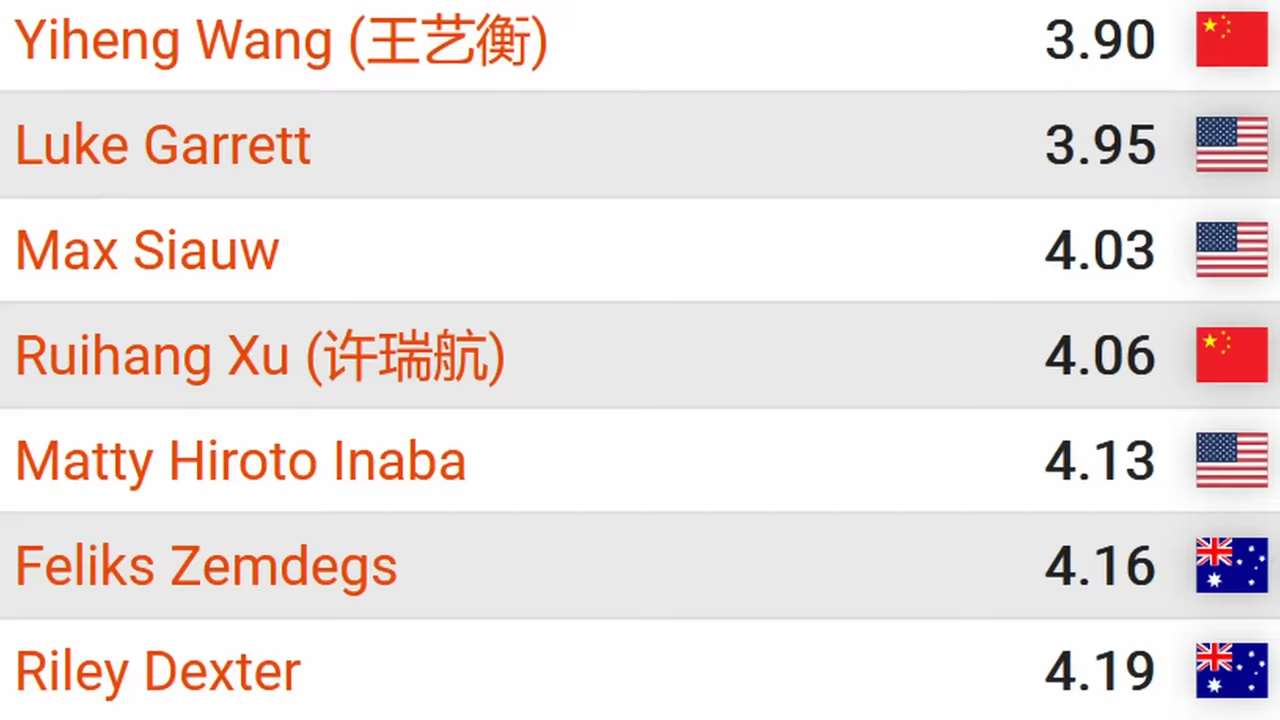 Yiheng Wang (王艺衡) 3.90
Luke Garrett 3.95
Max Siauw 4.03
Ruihang Xu (许瑞航) 4.06
Matty Hiroto Inaba 4.13
Feliks Zemdegs 4.16
Riley Dexter 4.19